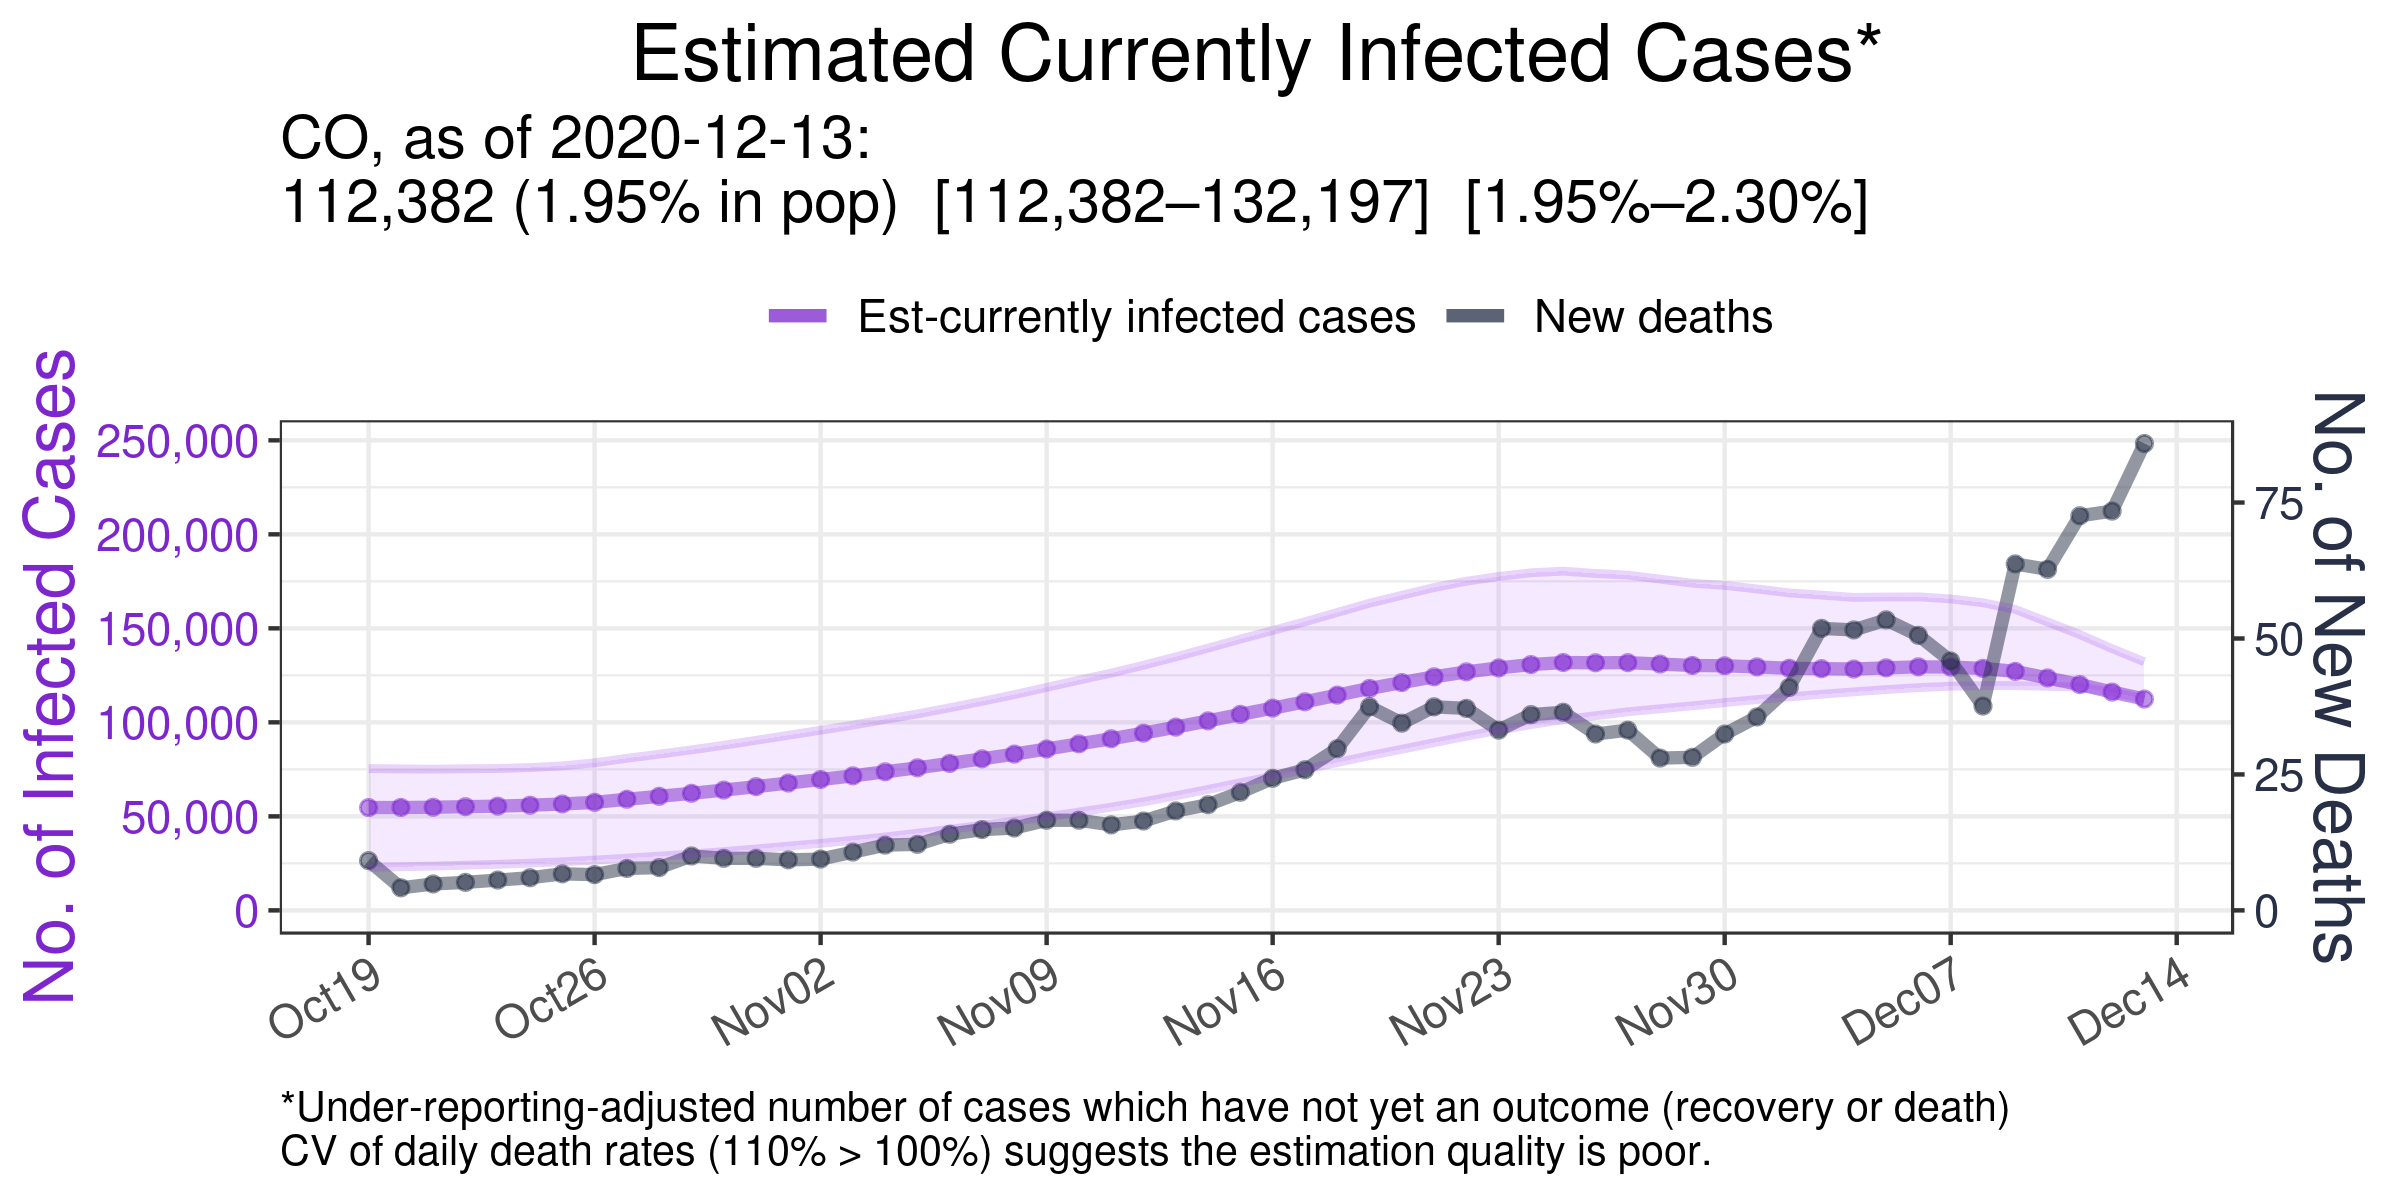 Estimated Currently Infected Cases*
CO, as of 2020-12-13:
112,382 (1.95% in pop) [112,382–132,197] [1.95%–2.30%]
Est-currently infected cases
New deaths
No. of Infected Cases
250,000
200,000
150,000
100,000
50,000
0
75
50
25
0
No. of New Deaths
Oct19
Oct26
Nov02
Nov09
Nov16
Nov23
Nov30
Dec07
Dec14
*Under-reporting-adjusted number of cases which have not yet an outcome (recovery or death)
CV of daily death rates (110% > 100%) suggests the estimation quality is poor.